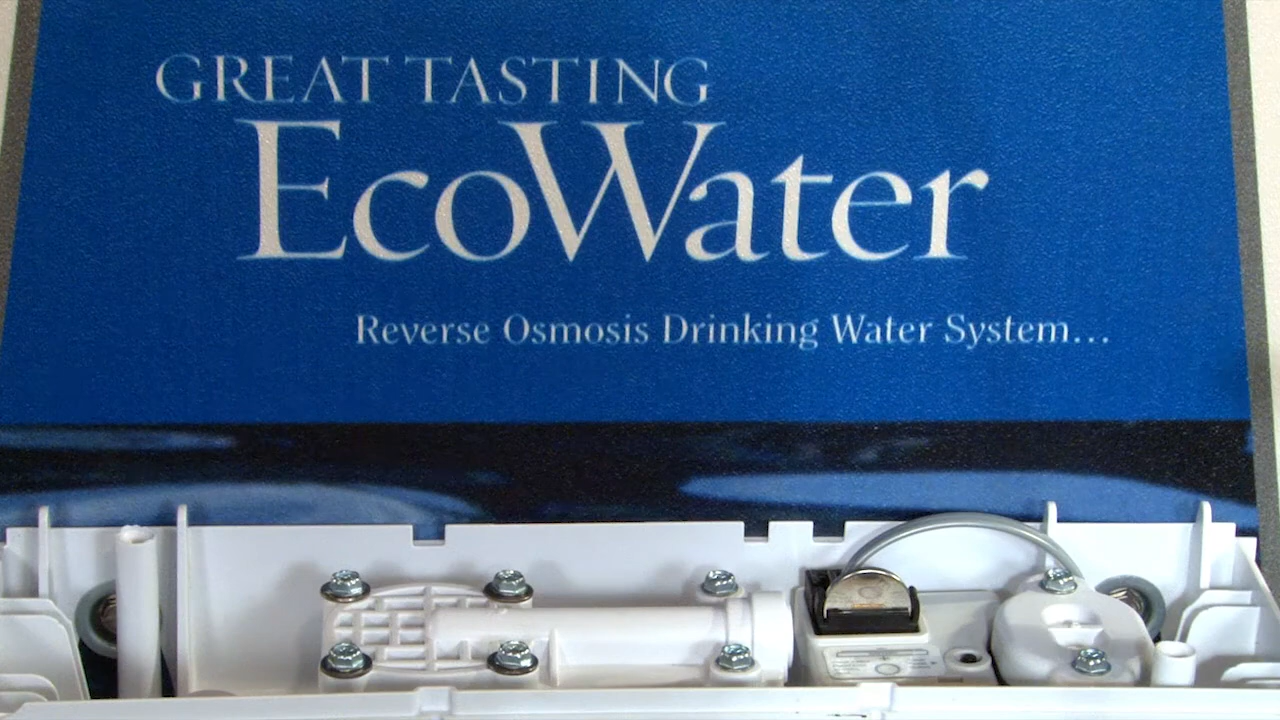 GREAT TASTING
EcoWater
Reverse Osmosis Drinking Water System...